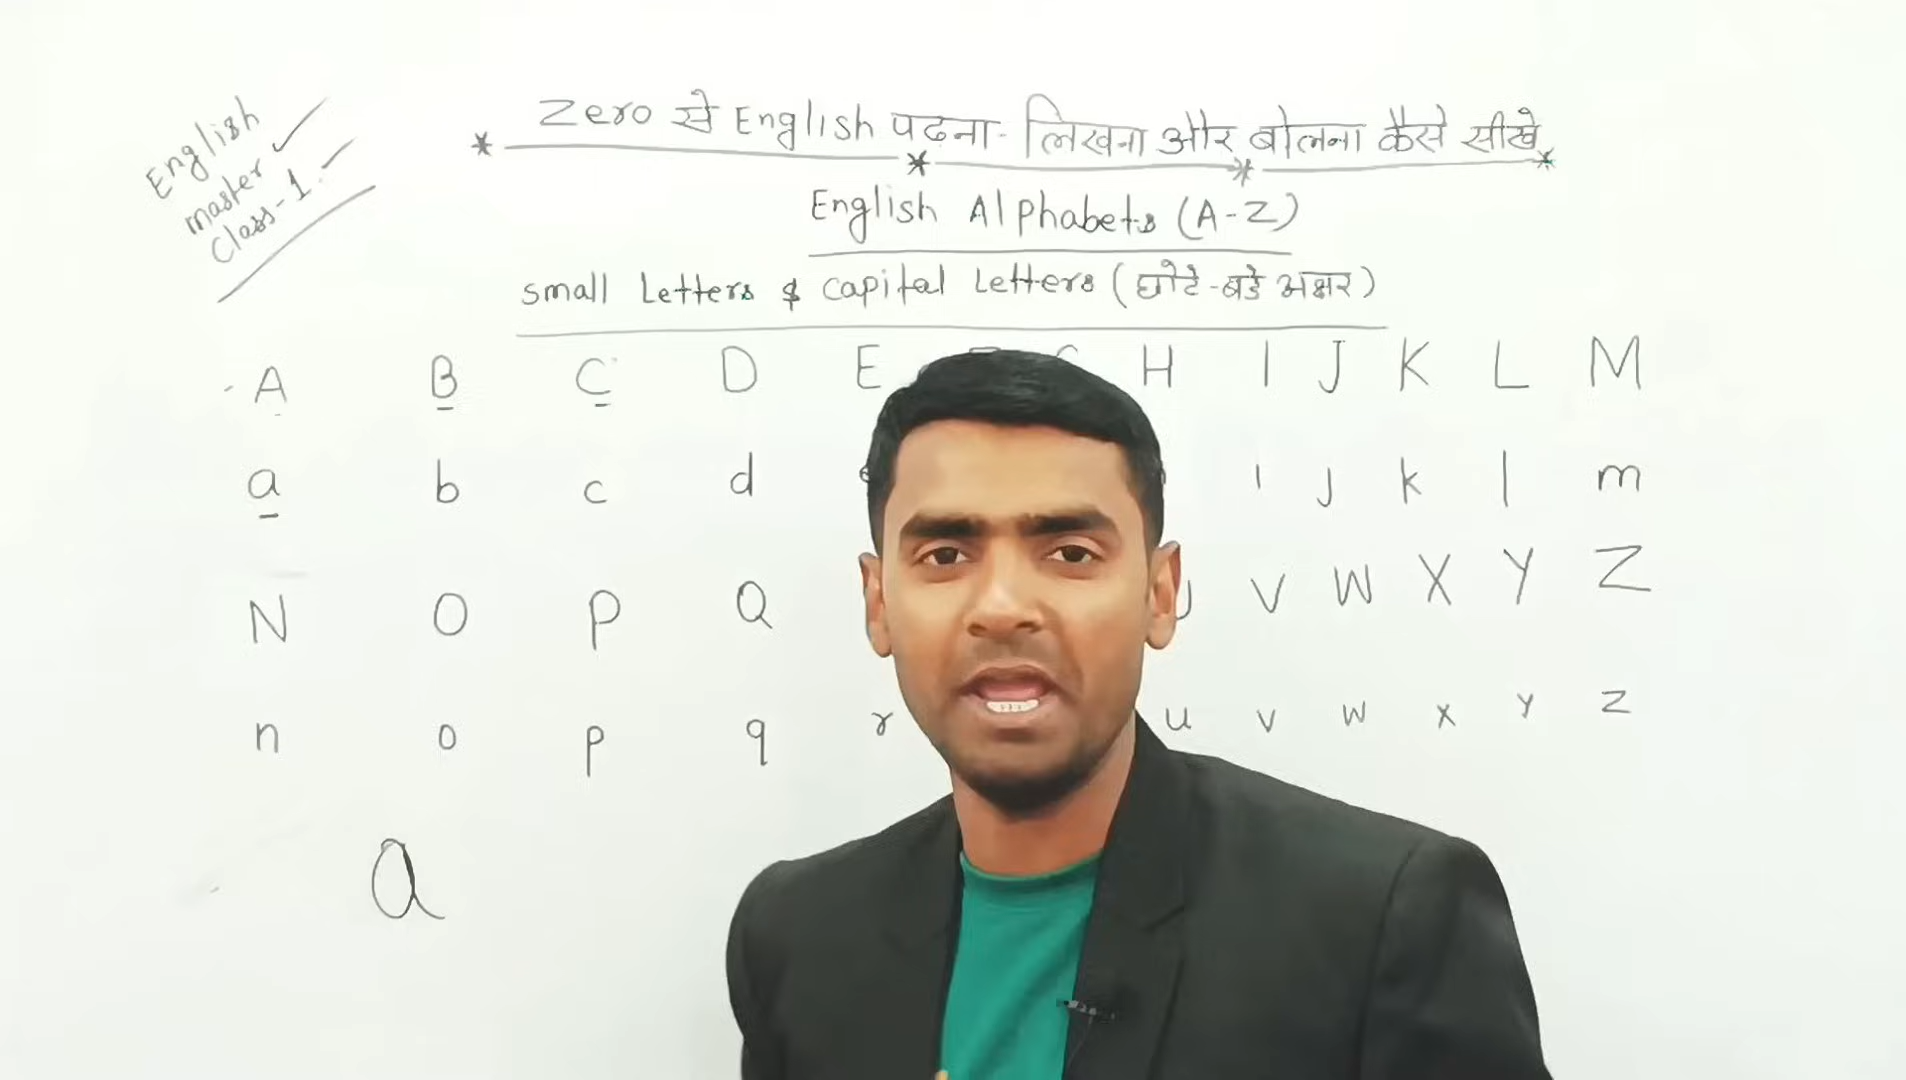 English
master
Class-1
Zero से English पढ़ना-लिखना और बोलना कैसे सीखे
English Alphabets (A-Z)
small Letters & Capital Letters (छोटे-बड़े अक्षर)
A B C D E H I J K L M
a b c d i j k l m
N O P Q V W X Y Z
n o p q r u v w x y z
a